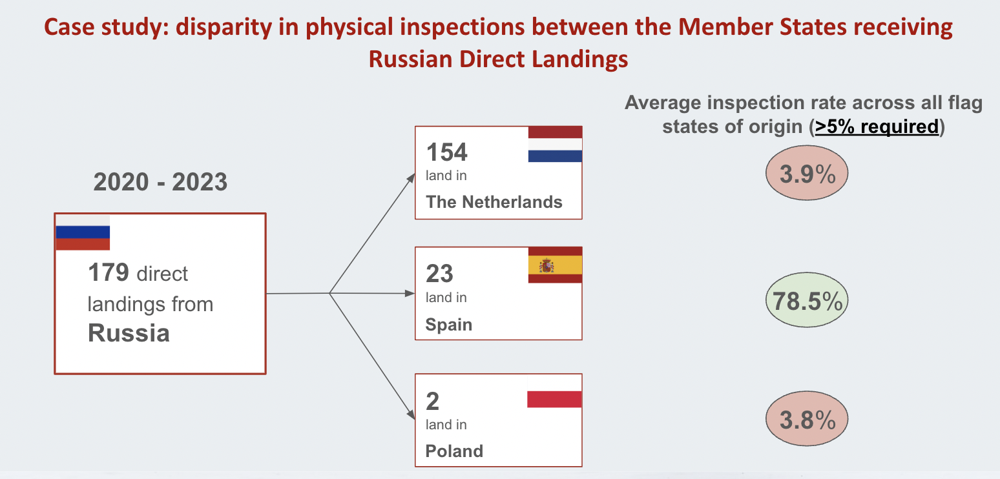 Case study: disparity in physical inspections between the Member States receiving
Russian Direct Landings
Average inspection rate across all flag
states of origin (>5% required)
2020 - 2023
179 direct
landings from
Russia
154
land in
The Netherlands
3.9%
23
land in
Spain
78.5%
2
land in
Poland
3.8%